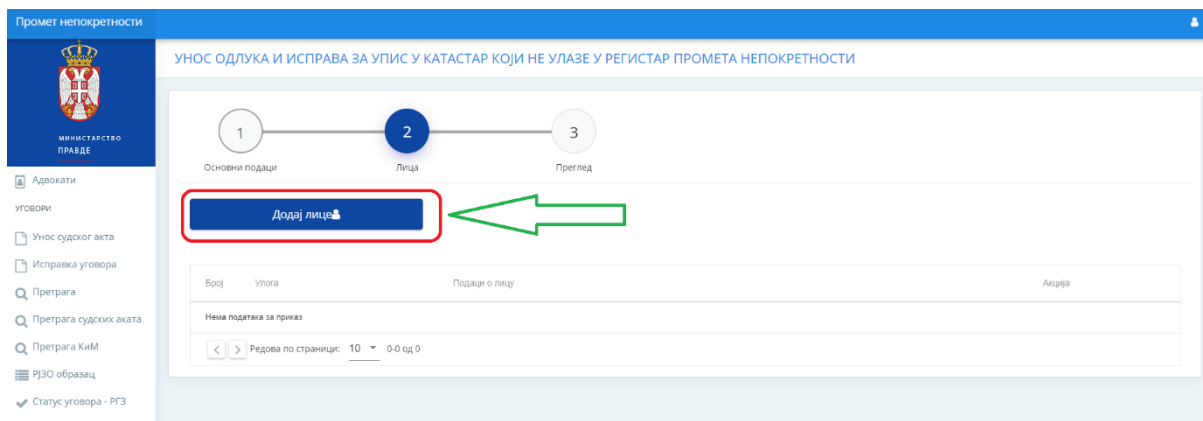 Промет непокретности
МИНИСТАРСТВО
ПРАВДЕ
Адвокати
УГОВОРИ
Унос судског акта
Исправка уговора
Претрага
Претрага судских аката
Претрага КиМ
РЈЗО образац
Статус уговора - РГЗ
УНОС ОДЛУКА И ИСПРАВА ЗА УПИС У КАТАСТАР КОЈИ НЕ УЛАЗЕ У РЕГИСТАР ПРОМЕТА НЕПОКРЕТНОСТИ
1 2 3
Основни подаци Лица Преглед
Додај лице
Број Улога Подаци о лицу Акција
Нема података за приказ
< > Редова по страници: 10 0-0 од 0